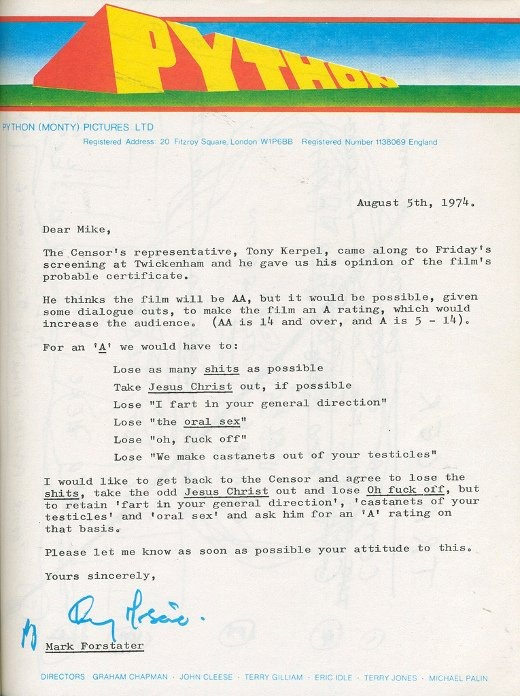 PYTHON
PYTHON (MONTY) PICTURES LTD
Registered Address: 20 Fitzroy Square, London W1P6BB Registered Number 1138069 England
August 5th, 1974.
Dear Mike,
The Censor's representative, Tony Kerpel, came along to Friday's
screening at Twickenham and he gave us his opinion of the film's
probable certificate.
He thinks the film will be AA, but it would be possible, given
some dialogue cuts, to make the film an A rating, which would
increase the audience. (AA is 14 and over, and A is 5 - 14).
For an 'A' we would have to:
Lose as many shits as possible
Take Jesus Christ out, if possible
Lose "I fart in your general direction"
Lose "the oral sex"
Lose "oh, fuck off"
Lose "We make castanets out of your testicles"
I would like to get back to the Censor and agree to lose the
shits, take the odd Jesus Christ out and lose Oh fuck off, but
to retain 'fart in your general direction', 'castanets of your
testicles' and 'oral sex' and ask him for an 'A' rating on
that basis.
Please let me know as soon as possible your attitude to this.
Yours sincerely,
Mark Forstater
DIRECTORS GRAHAM CHAPMAN · JOHN CLEESE · TERRY GILLIAM · ERIC IDLE · TERRY JONES · MICHAEL PALIN